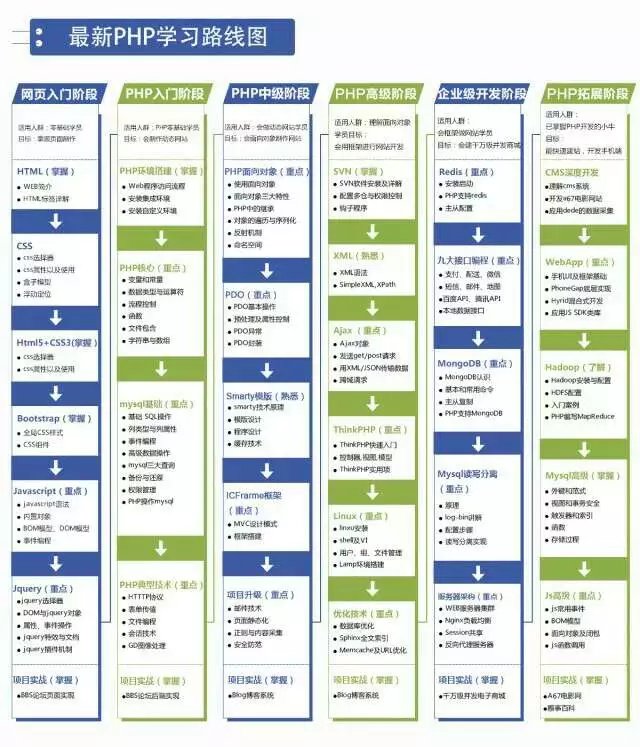 最新PHP学习路线图
网页入门阶段
适用人群：零基础学员
目标：掌握页面制作
HTML（掌握）
WEB简介
HTML标签详解
CSS
css选择器
css属性以及使用
盒子模型
浮动定位
Html5+CSS3(掌握)
css选择器
css属性以及使用
Bootstrap（掌握）
全局CSS样式
CSS组件
Javascript（重点）
javascript语法
内置对象
BOM模型、DOM模型
事件编程
Jquery（重点）
jquery选择器
DOM与jquery对象
属性、事件操作
jquery特效与文档
jquery插件机制
项目实战（掌握）
BBS论坛页面实现
PHP入门阶段
适用人群：PHP零基础学员
目标：会制作动态网站
PHP环境搭建（掌握）
Web程序访问流程
安装集成环境
安装自定义环境
PHP核心（重点）
变量和常量
数据类型与运算符
流程控制
函数
文件包含
字符串与数组
mysql基础（重点）
基础 SQL操作
列类型与列属性
事件编程
高级数据操作
mysql三大查询
备份与还原
权限管理
PHP操作mysql
PHP典型技术（重点）
HTTP协议
表单传值
文件编程
会话技术
GD图像处理
项目实战（掌握）
BBS论坛后端实现
PHP中级阶段
适用人群：会做动态网站学员
目标：会面向对象制作网站
PHP面向对象（重点）
使用面向对象
面向对象三大特性
PHP中的继承
对象的遍历与序列化
反射机制
命名空间
PDO（重点）
PDO基本操作
预处理及属性控制
PDO异常
PDO封装
Smarty模版（熟悉）
smarty技术原理
模版设计
程序设计
缓存技术
ICFrarme框架
（重点）
MVC设计模式
框架搭建
项目升级（重点）
邮件技术
页面静态化
正则与内容采集
安全防范
项目实战（掌握）
Blog博客系统
PHP高级阶段
适用人群：理解面向对象
学员目标：
会用框架进行网站开发
SVN（掌握）
SVN软件安装及详解
配置多仓与权限控制
钩子程序
XML（熟悉）
XML语法
SimpleXML,XPath
Ajax （重点）
Ajax对象
发送get/post请求
用XML/JSON传输数据
跨域请求
ThinkPHP（重点）
ThinkPHP快速入门
控制器,视图,模型
ThinkPHP实用项
Linux（重点）
linxu安装
shell及VI
用户、组、文件管理
Lamp环境搭建
优化技术（重点）
数据库优化
Sphinx全文索引
Memcache及URL优化
项目实战（掌握）
Blog博客系统
企业级开发阶段
适用人群：
会框架做网站学员
目标：会建千万级并发商城
Redis（重点）
安装启动
PHP支持redis
主从配置
九大接口编程（重点）
支付、配送、微信
短信、邮件、地图
百度API、腾讯API
本地数据接口
MongoDB（重点）
MongoDB认识
基本和常用命令
主从复制
PHP支持MongoDB
Mysql读写分离
（重点）
原理
log-bin讲解
配置步骤
读写分离实现
服务器架构（重点）
WEB服务器集群
Nginx负载均衡
Session共享
反向代理服务器
项目实战（掌握）
千万级并发电子商城
PHP拓展阶段
适用人群：
已掌握PHP开发的小牛
目标：
能快速建站、开发手机端
CMS深度开发
理解cms系统
开发x67电影网站
应用dede的数据采集
WebApp（重点）
手机UI及框架基础
PhoneGap底层实现
Hyrid混合式开发
应用JS SDK类库
Hadoop（了解）
Hadoop安装与配置
HDFS配置
入门案例
PHP编写MapReduce
Mysql高级（掌握）
外键和范式
视图和事务安全
触发器和索引
函数
存储过程
Js高级（重点）
js常用事件
BOM模型
面向对象及闭包
Js函数调用
项目实战（掌握）
A67电影网
糗事百科